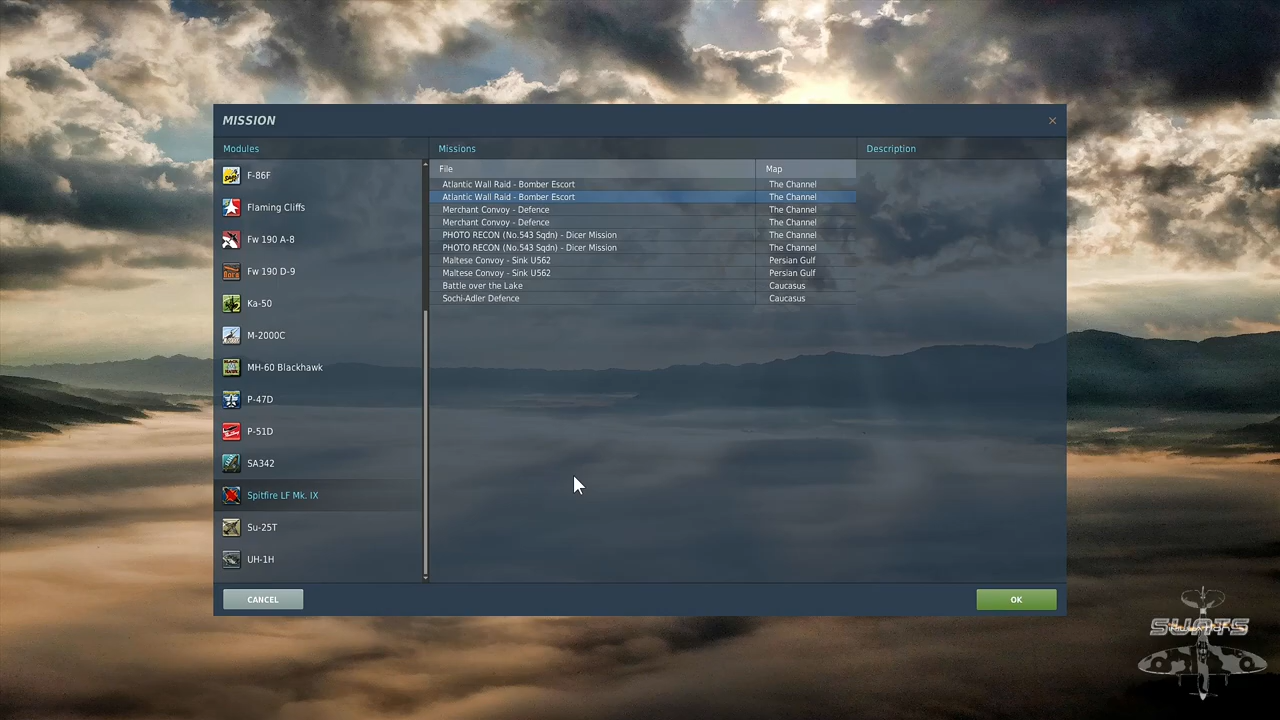 MISSION
Modules
Missions
Description
F-86F
Flaming Cliffs
Fw 190 A-8
Fw 190 D-9
Ka-50
M-2000C
MH-60 Blackhawk
P-47D
P-51D
SA342
Spitfire LF Mk. IX
Su-25T
UH-1H
File Map
Atlantic Wall Raid - Bomber Escort The Channel
Atlantic Wall Raid - Bomber Escort The Channel
Merchant Convoy - Defence The Channel
Merchant Convoy - Defence The Channel
PHOTO RECON (No.543 Sqdn) - Dicer Mission The Channel
PHOTO RECON (No.543 Sqdn) - Dicer Mission The Channel
Maltese Convoy - Sink U562 Persian Gulf
Maltese Convoy - Sink U562 Persian Gulf
Battle over the Lake Caucasus
Sochi-Adler Defence Caucasus
CANCEL
OK